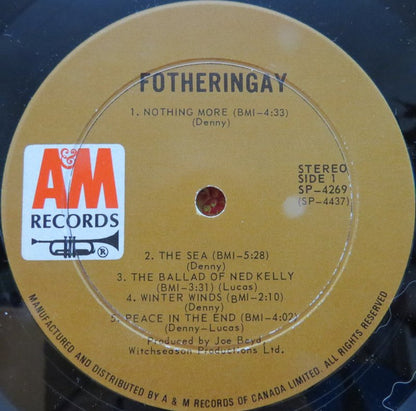 FOTHERINGAY
1. NOTHING MORE (BMI-4:33)
(Denny)
A&M
RECORDS
®
STEREO
SIDE 1
SP-4269
(SP-4437)
2. THE SEA (BMI-5:28)
(Denny)
3. THE BALLAD OF NED KELLY
(BMI-3:31) (Lucas)
4. WINTER WINDS (BMI-2:10)
(Denny)
5. PEACE IN THE END (BMI-4:02)
(Denny-Lucas)
Produced by Joe Boyd
Witchseason Productions Ltd.
MANUFACTURED AND DISTRIBUTED BY A & M RECORDS OF CANADA LIMITED. ALL RIGHTS RESERVED.